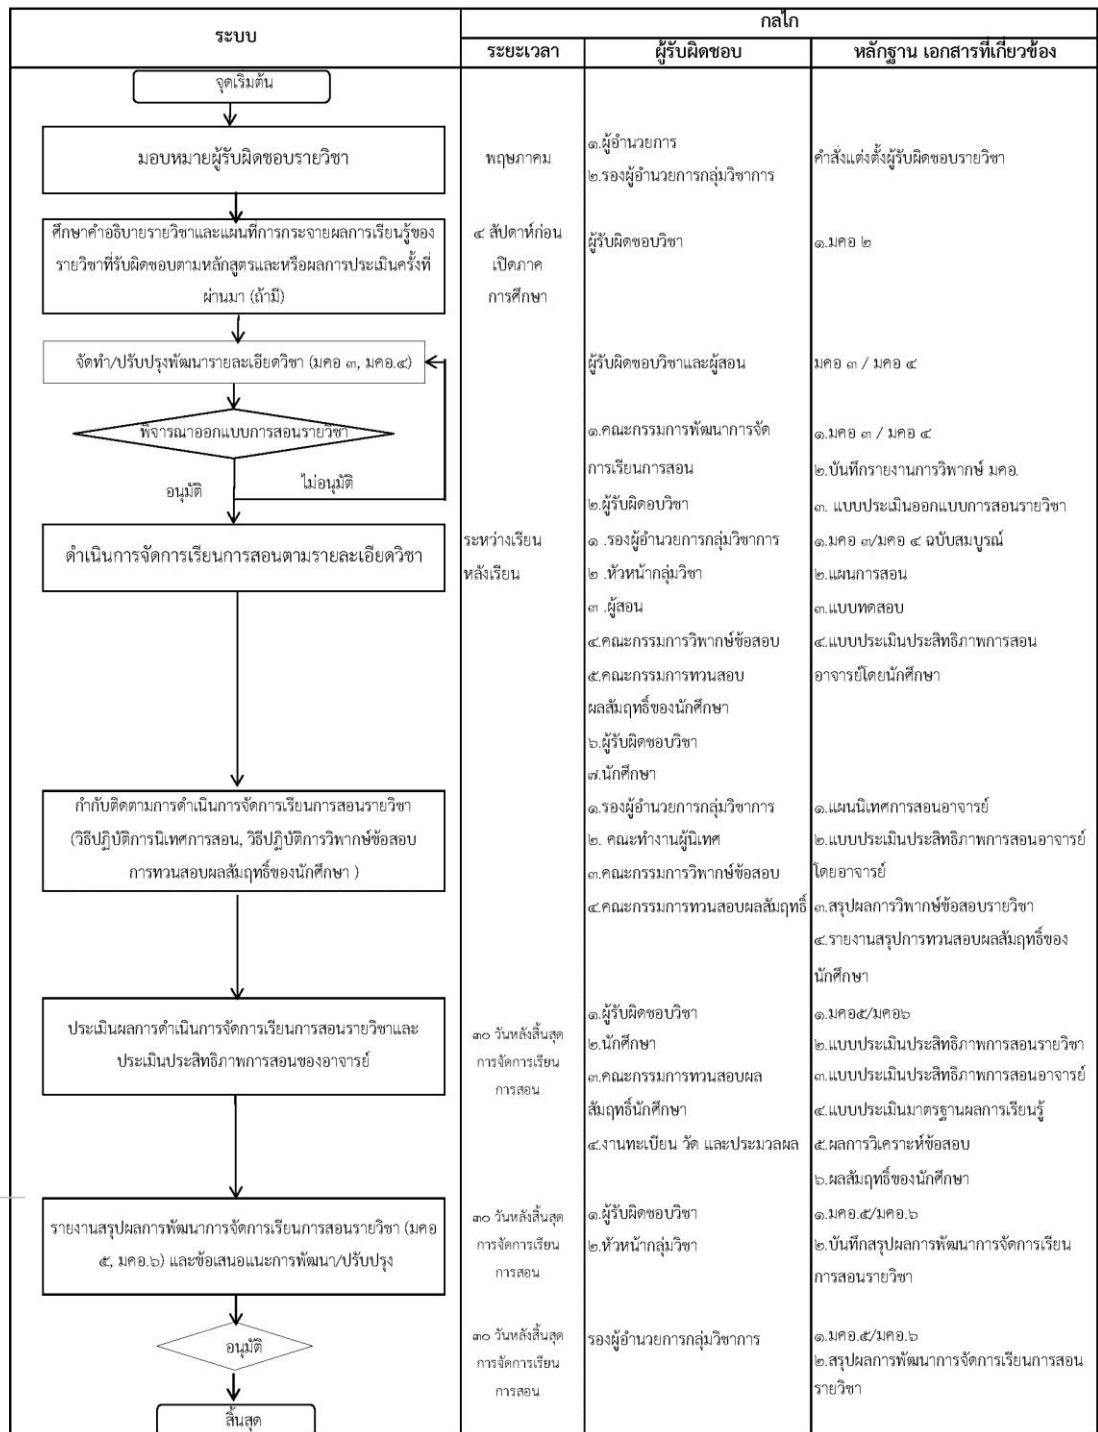 ระบบ
กลไก
ระยะเวลา
ผู้รับผิดชอบ
หลักฐาน เอกสารที่เกี่ยวข้อง
จุดเริ่มต้น
มอบหมายผู้รับผิดชอบรายวิชา
พฤษภาคม
๑.ผู้อำนวยการ
๒.รองผู้อำนวยการกลุ่มวิชาการ
คำสั่งแต่งตั้งผู้รับผิดชอบรายวิชา
ศึกษาคำอธิบายรายวิชาและแผนที่การกระจายผลการเรียนรู้ของ
รายวิชาที่รับผิดชอบตามหลักสูตรและหรือผลการประเมินครั้งที่
ผ่านมา (ถ้ามี)
๔ สัปดาห์ก่อน
เปิดภาค
การศึกษา
ผู้รับผิดชอบวิชา
๑.มคอ ๒
จัดทำ/ปรับปรุงพัฒนารายละเอียดวิชา (มคอ ๓, มคอ.๔)
ผู้รับผิดชอบวิชาและผู้สอน
มคอ ๓ / มคอ ๔
พิจารณาออกแบบการสอนรายวิชา
อนุมัติ
ไม่อนุมัติ
๑.คณะกรรมการพัฒนาการจัด
การเรียนการสอน
๒.ผู้รับผิดอบวิชา
๑.มคอ ๓ / มคอ ๔
๒.บันทึกรายงานการวิพากษ์ มคอ.
๓. แบบประเมินออกแบบการสอนรายวิชา
ดำเนินการจัดการเรียนการสอนตามรายละเอียดวิชา
ระหว่างเรียน
หลังเรียน
๑ .รองผู้อำนวยการกลุ่มวิชาการ
๒ .หัวหน้ากลุ่มวิชา
๓ .ผู้สอน
๔.คณะกรรมการวิพากษ์ข้อสอบ
๕.คณะกรรมการทวนสอบ
ผลสัมฤทธิ์ของนักศึกษา
๖.ผู้รับผิดชอบวิชา
๗.นักศึกษา
๑.มคอ ๓/มคอ ๔ ฉบับสมบูรณ์
๒.แผนการสอน
๓.แบบทดสอบ
๔.แบบประเมินประสิทธิภาพการสอน
อาจารย์โดยนักศึกษา
กำกับติดตามการดำเนินการจัดการเรียนการสอนรายวิชา
(วิธีปฏิบัติการนิเทศการสอน, วิธีปฏิบัติการวิพากษ์ข้อสอบ
การทวนสอบผลสัมฤทธิ์ของนักศึกษา )
๑.รองผู้อำนวยการกลุ่มวิชาการ
๒. คณะทำงานผู้นิเทศ
๓.คณะกรรมการวิพากษ์ข้อสอบ
๔.คณะกรรมการทวนสอบผลสัมฤทธิ์
๑.แผนนิเทศการสอนอาจารย์
๒.แบบประเมินประสิทธิภาพการสอนอาจารย์
โดยอาจารย์
๓.สรุปผลการวิพากษ์ข้อสอบรายวิชา
๔.รายงานสรุปการทวนสอบผลสัมฤทธิ์ของ
นักศึกษา
ประเมินผลการดำเนินการจัดการเรียนการสอนรายวิชาและ
ประเมินประสิทธิภาพการสอนของอาจารย์
๓๐ วันหลังสิ้นสุด
การจัดการเรียน
การสอน
๑.ผู้รับผิดชอบวิชา
๒.นักศึกษา
๓.คณะกรรมการทวนสอบผล
สัมฤทธิ์นักศึกษา
๔.งานทะเบียน วัด และประมวลผล
๑.มคอ๕/มคอ๖
๒.แบบประเมินประสิทธิภาพการสอนรายวิชา
๓.แบบประเมินประสิทธิภาพการสอนอาจารย์
๔.แบบประเมินมาตรฐานผลการเรียนรู้
๕.ผลการวิเคราะห์ข้อสอบ
๖.ผลสัมฤทธิ์ของนักศึกษา
รายงานสรุปผลการพัฒนาการจัดการเรียนการสอนรายวิชา (มคอ
๕, มคอ.๖) และข้อเสนอแนะการพัฒนา/ปรับปรุง
๓๐ วันหลังสิ้นสุด
การจัดการเรียน
การสอน
๑.ผู้รับผิดชอบวิชา
๒.หัวหน้ากลุ่มวิชา
๑.มคอ.๕/มคอ.๖
๒.บันทึกสรุปผลการพัฒนาการจัดการเรียน
การสอนรายวิชา
อนุมัติ
๓๐ วันหลังสิ้นสุด
การจัดการเรียน
การสอน
รองผู้อำนวยการกลุ่มวิชาการ
๑.มคอ.๕/มคอ.๖
๒.สรุปผลการพัฒนาการจัดการเรียนการสอน
รายวิชา
สิ้นสุด